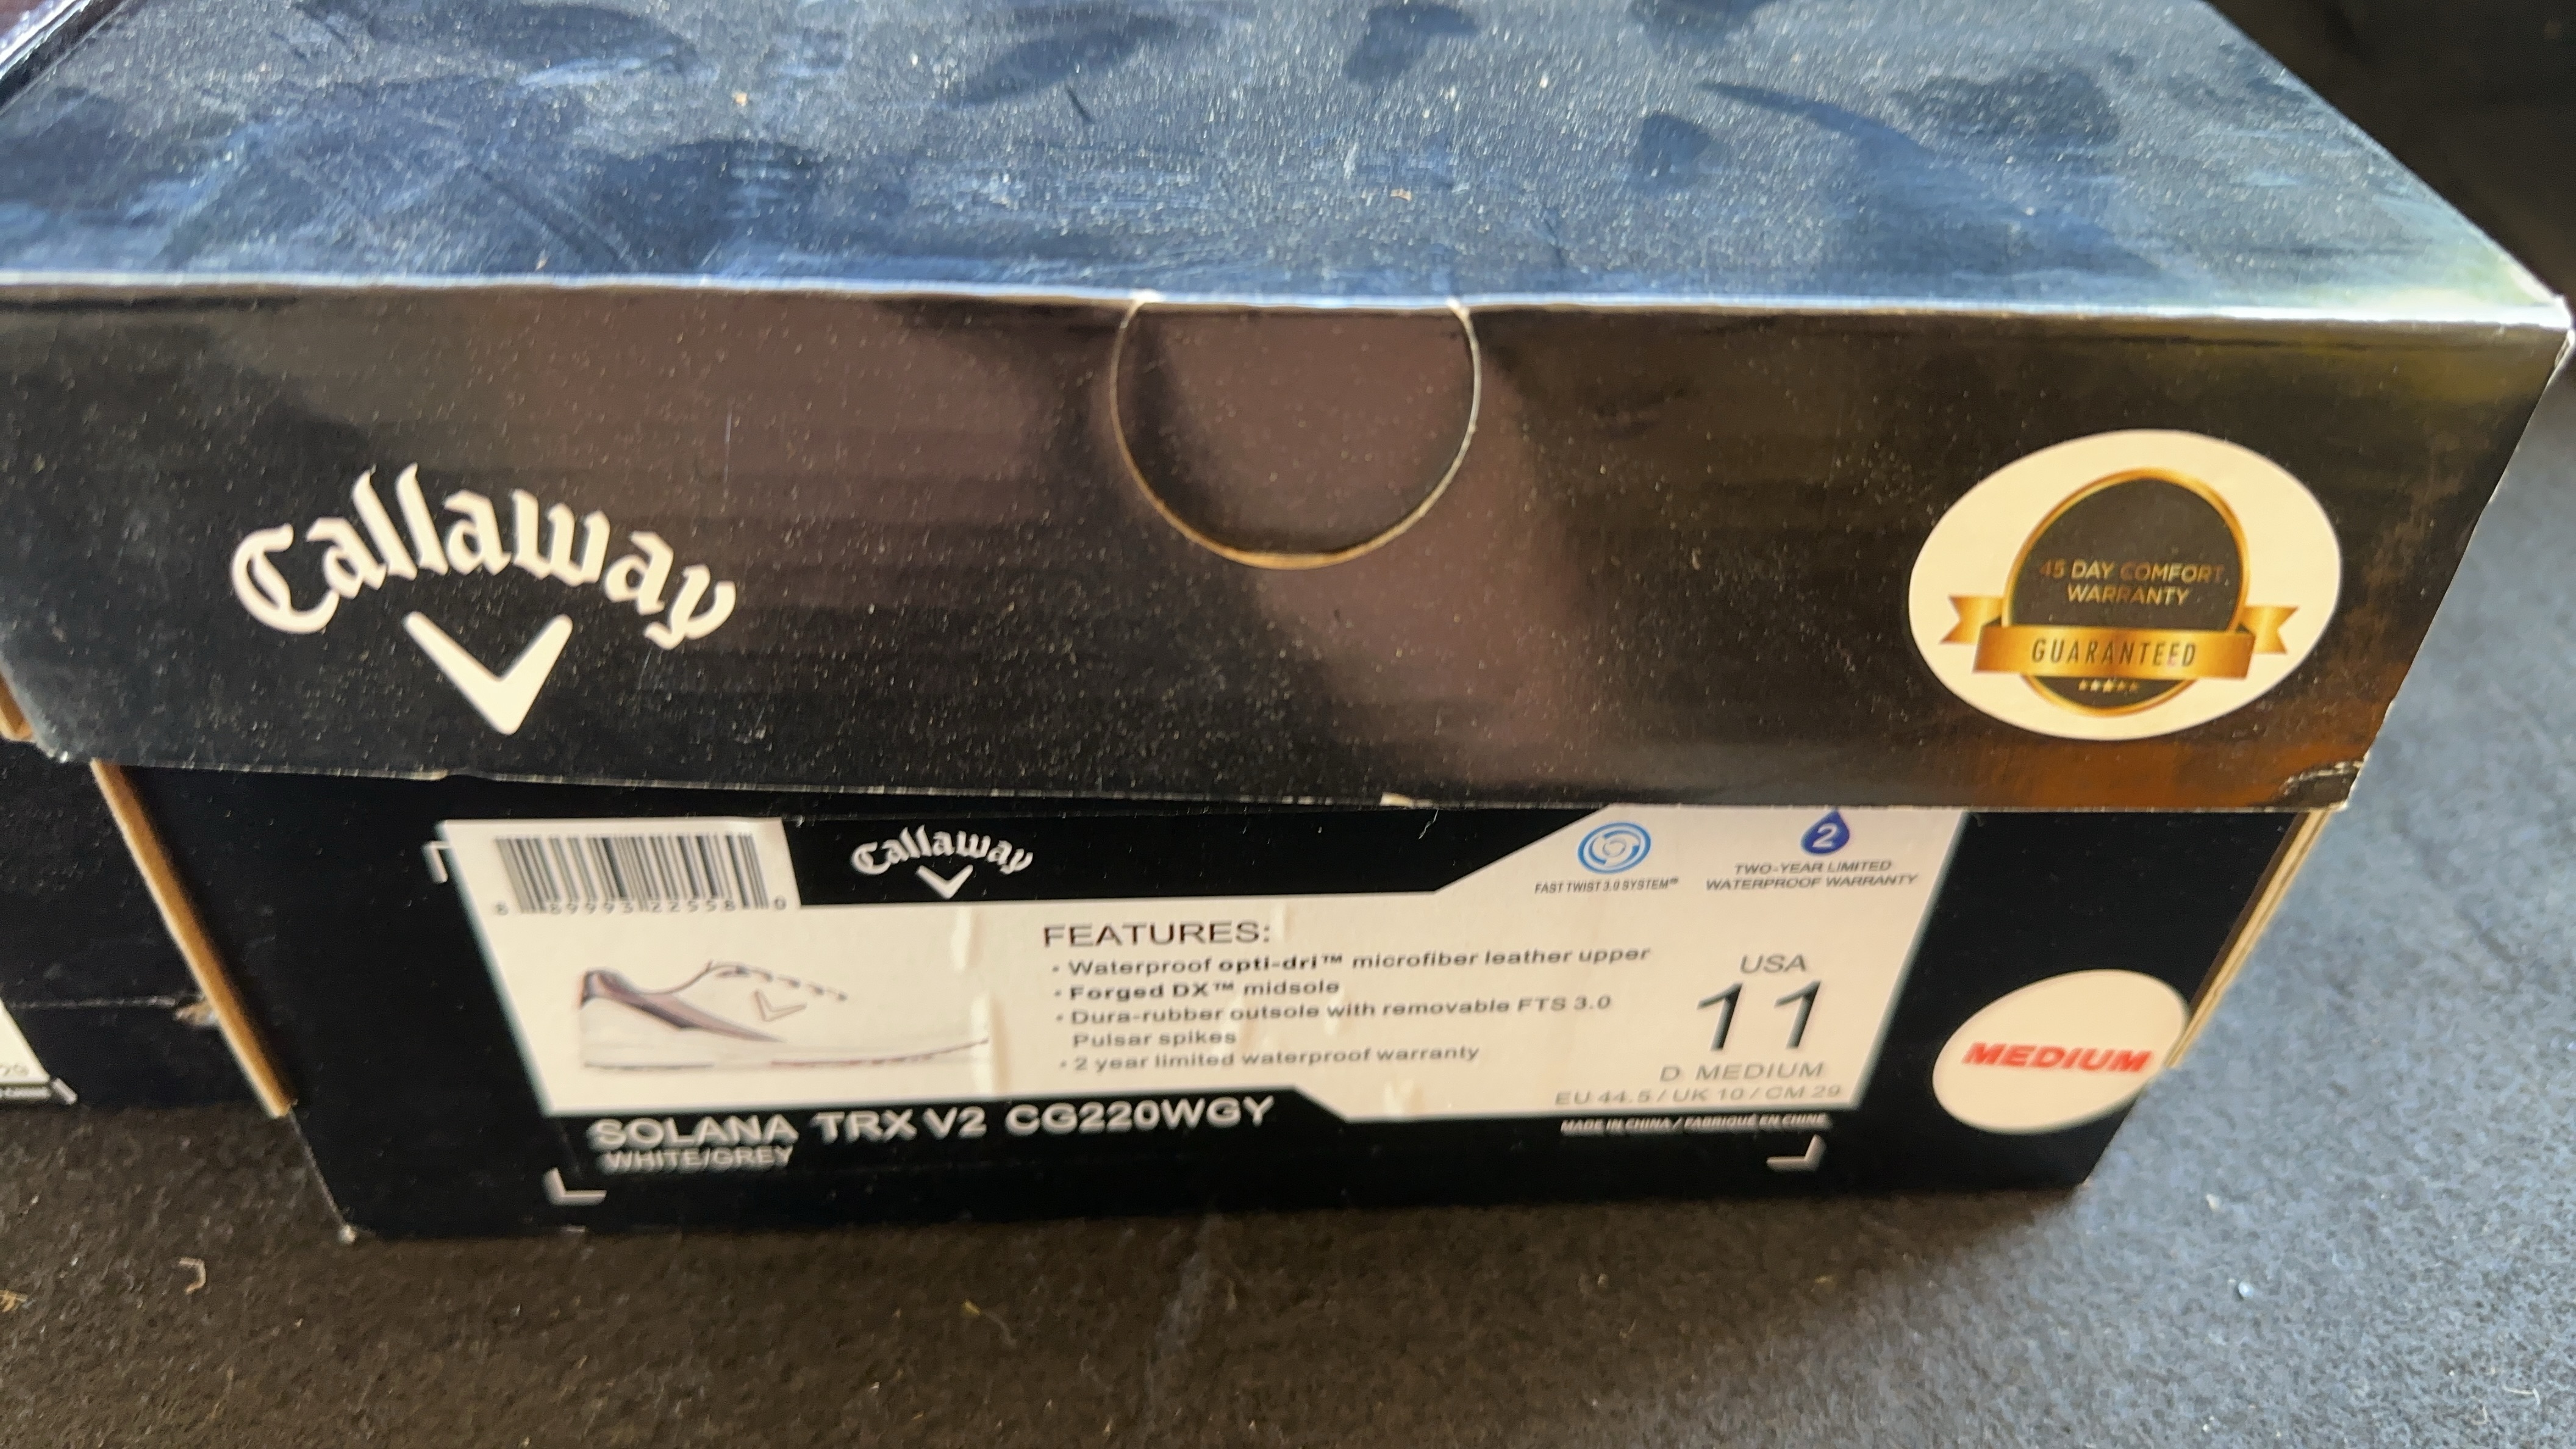 Callaway
45 DAY COMFORT
WARRANTY
GUARANTEED
Callaway
2
FAST TWIST 3.0 SYSTEM
TWO-YEAR LIMITED
WATERPROOF WARRANTY
FEATURES:
• Waterproof opti-dri™ microfiber leather upper
• Forged DX™ midsole
• Dura-rubber outsole with removable FTS 3.0
Pulsar spikes
• 2 year limited waterproof warranty
USA
11
D MEDIUM
EU 44.5 / UK 10 / CM 29
MEDIUM
SOLANA TRX V2 CG220WGY
WHITE/GREY
MADE IN CHINA / FABRIQUÉ EN CHINE
29